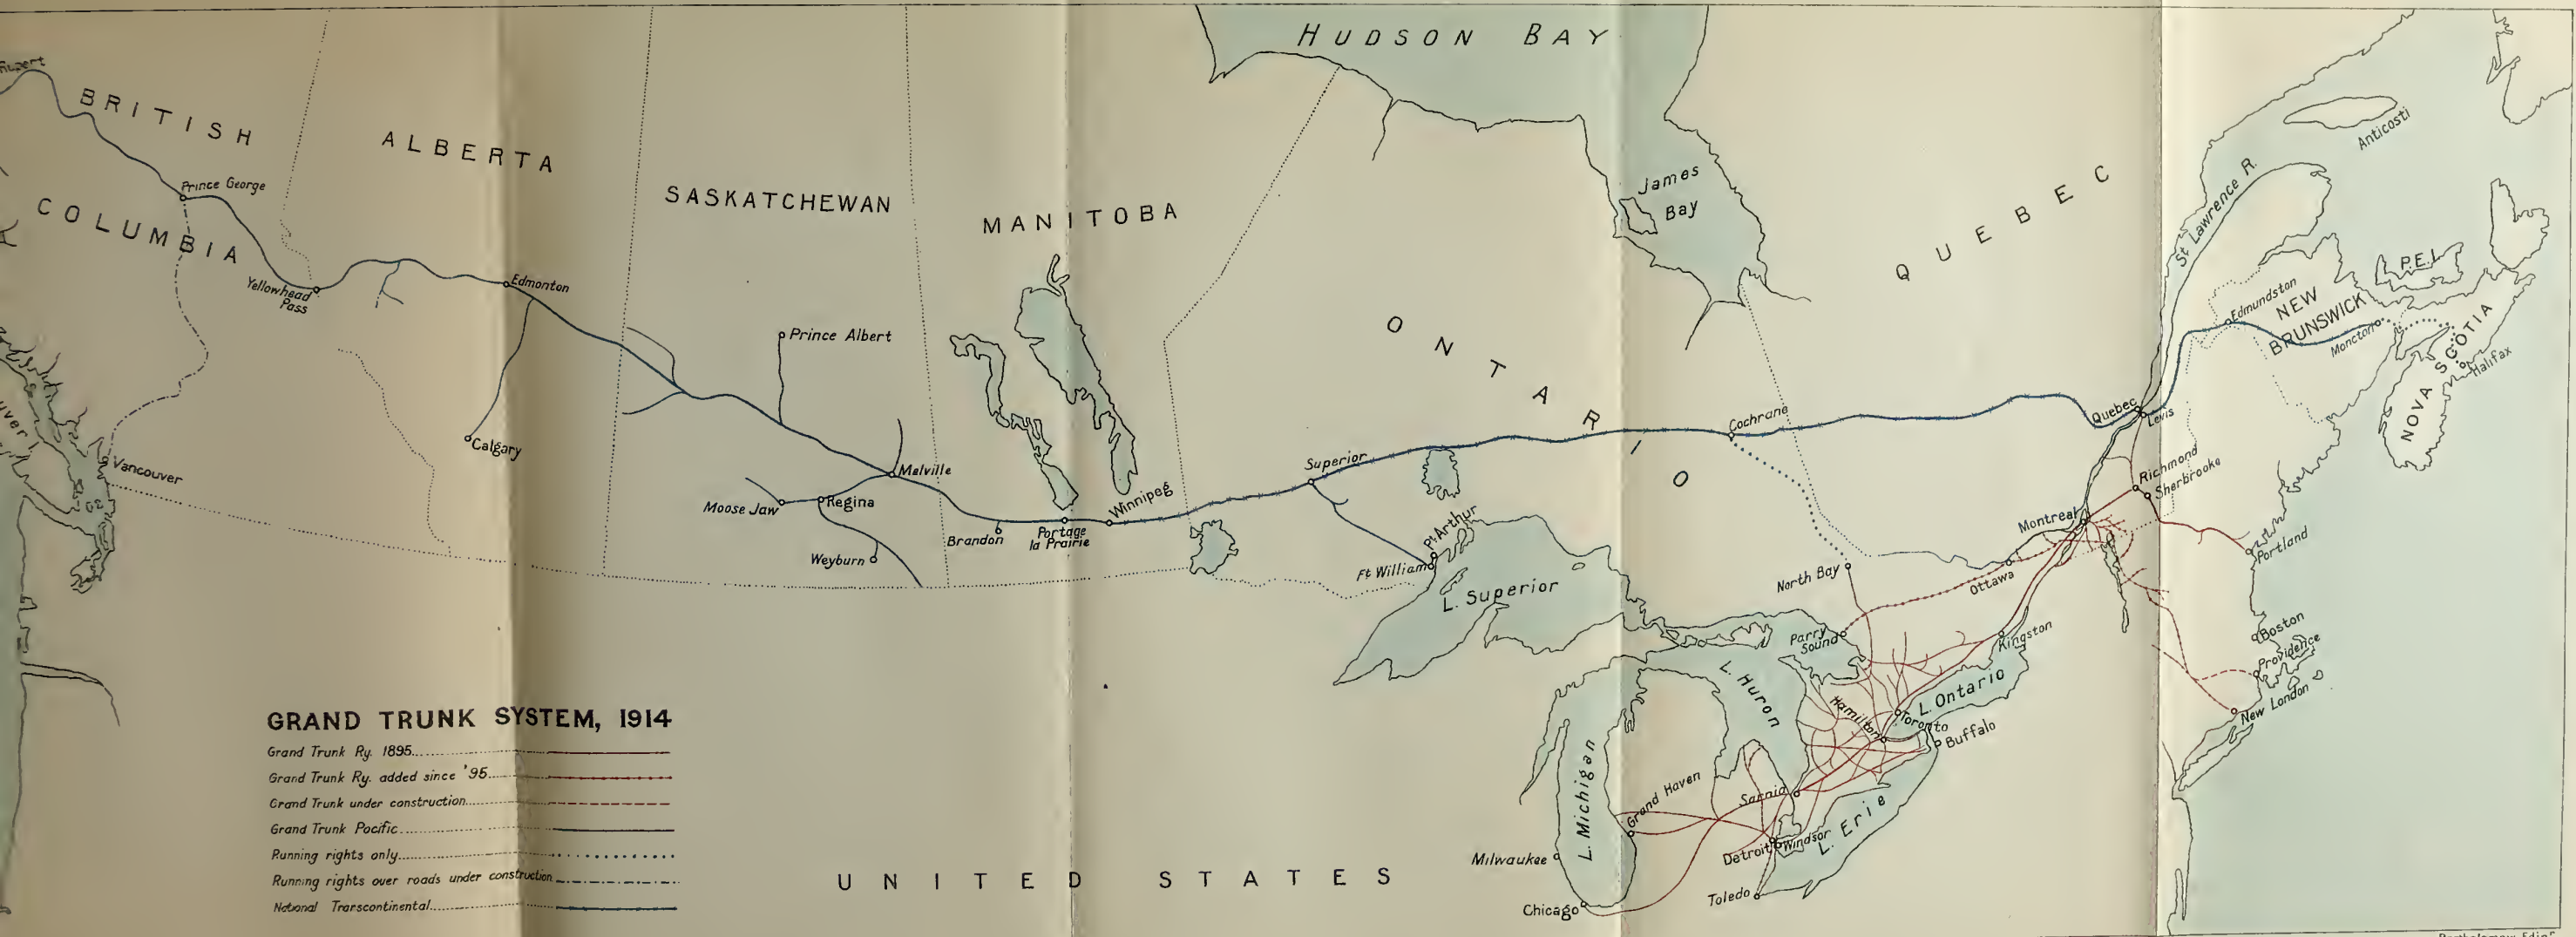 HUDSON BAY
Rupert
BRITISH
COLUMBIA
ALBERTA
SASKATCHEWAN
MANITOBA
ONTARIO
QUEBEC
James
Bay
Anticosti
St Lawrence R.
P.E.I.
NEW
BRUNSWICK
NOVA SCOTIA
Edmundston
Moncton
Halifax
Prince George
Yellowhead
Pass
Edmonton
Prince Albert
Calgary
Vancouver
Melville
Moose Jaw
Regina
Weyburn
Brandon
Portage
la Prairie
Winnipeg
Superior
Cochrane
Quebec
Levis
Richmond
Sherbrooke
Montreal
Portland
Ottawa
North Bay
Pt Arthur
Ft William
L. Superior
Parry
Sound
Kingston
Boston
Providence
New London
L. Huron
L. Ontario
Hamilton
Toronto
Buffalo
L. Michigan
Grand Haven
Sarnia
L. Erie
Detroit
Windsor
Milwaukee
Chicago
Toledo
UNITED STATES
GRAND TRUNK SYSTEM, 1914
Grand Trunk Ry. 1895
Grand Trunk Ry. added since '95
Grand Trunk under construction
Grand Trunk Pacific
Running rights only
Running rights over roads under construction
National Transcontinental